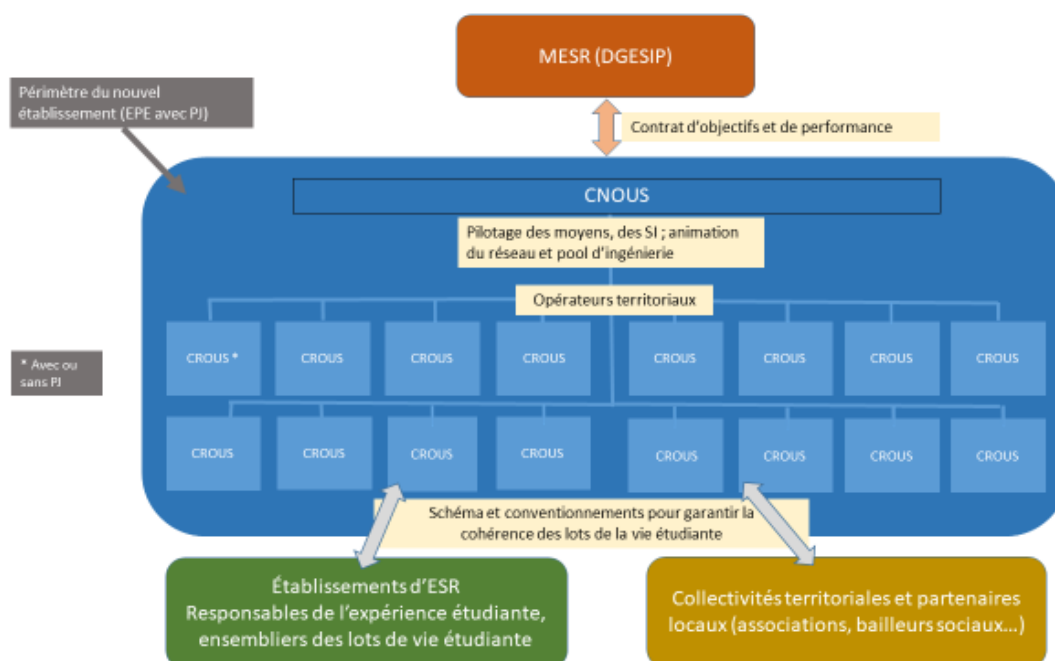 MESR (DGESIP)
Périmètre du nouvel
établissement (EPE avec PJ)
Contrat d'objectifs et de performance
CNOUS
Pilotage des moyens, des SI ; animation
du réseau et pool d'ingénierie
Opérateurs territoriaux
CROUS *
CROUS
CROUS
CROUS
CROUS
CROUS
CROUS
CROUS
* Avec ou
sans PJ
CROUS
CROUS
CROUS
CROUS
CROUS
CROUS
CROUS
CROUS
Schéma et conventionnements pour garantir la
cohérence des lots de la vie étudiante
Établissements d'ESR
Responsables de l'expérience étudiante,
ensembliers des lots de vie étudiante
Collectivités territoriales et partenaires
locaux (associations, bailleurs sociaux...)